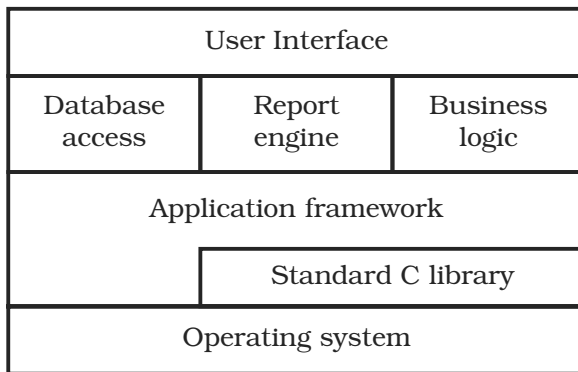 User Interface
Database
access
Report
engine
Business
logic
Application framework
Standard C library
Operating system